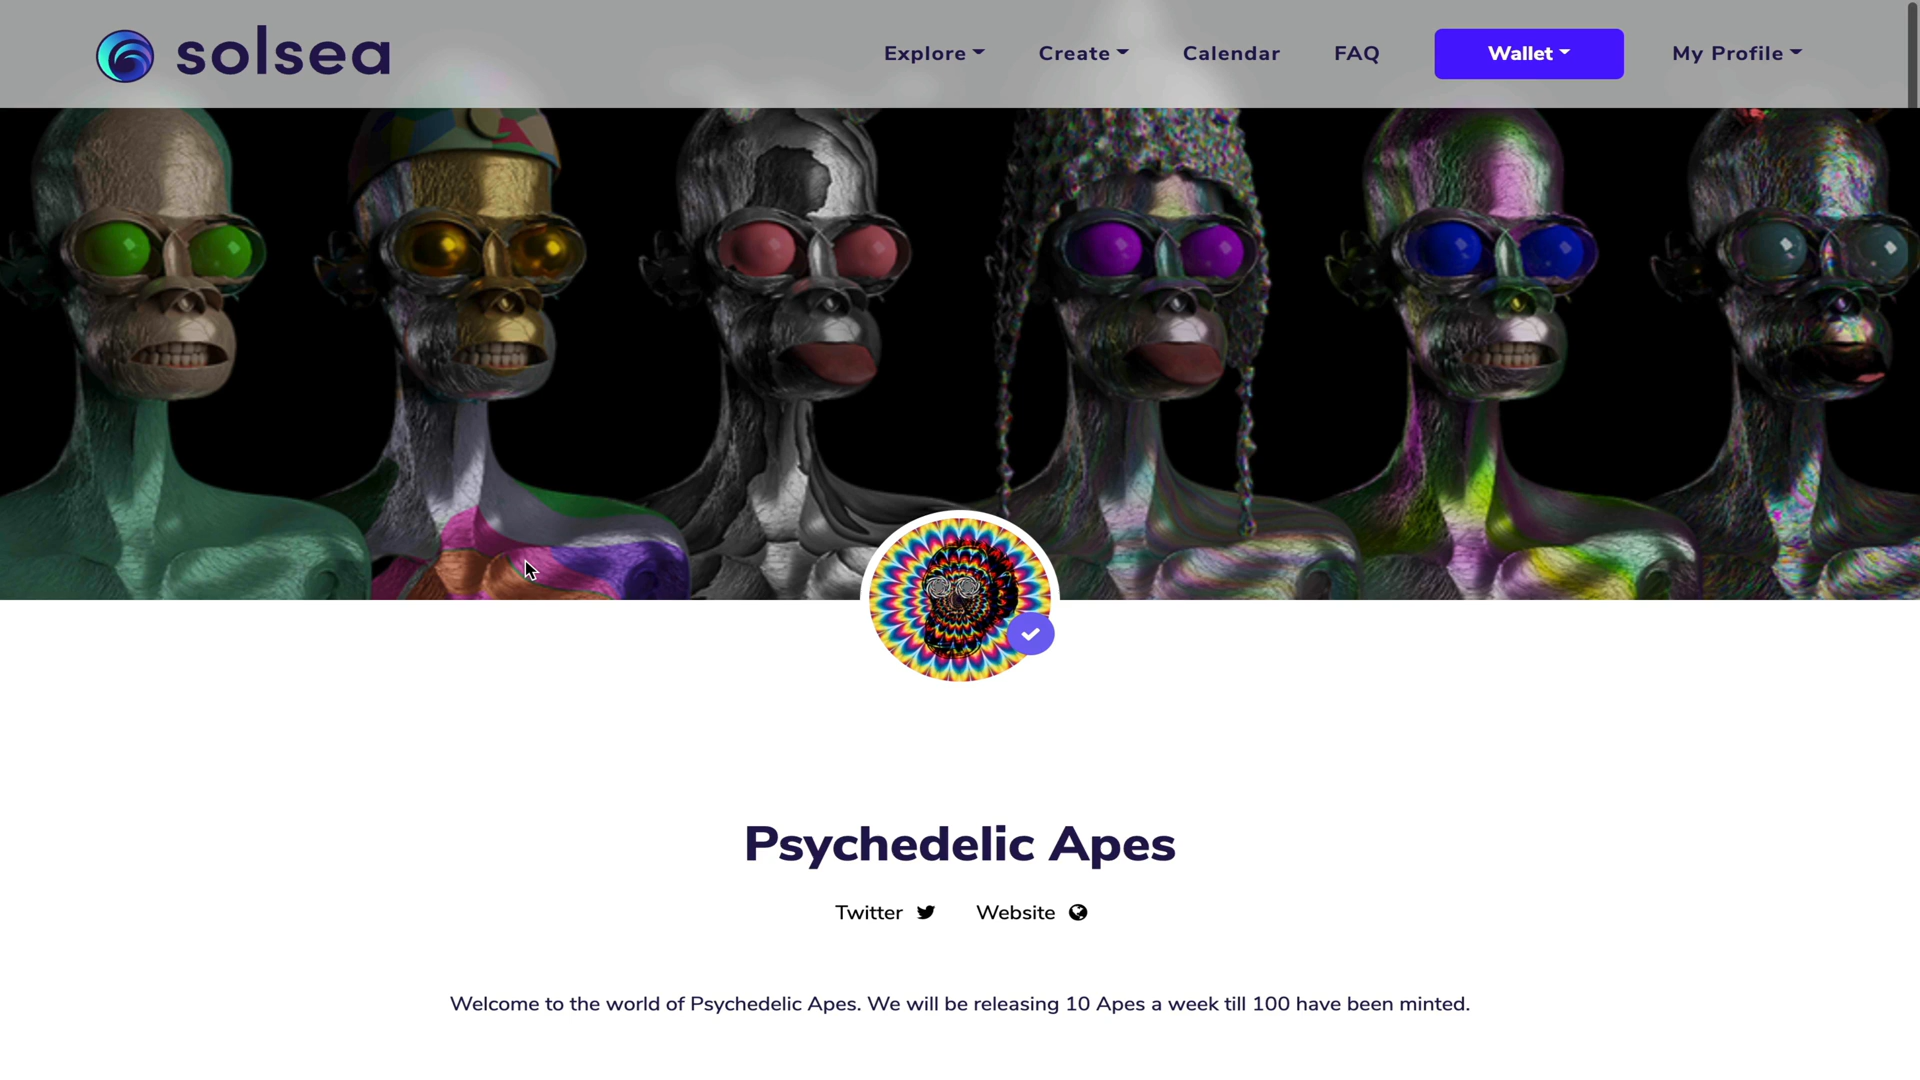 solsea
Explore
Create
Calendar
FAQ
Wallet
My Profile
Psychedelic Apes
Twitter
Website
Welcome to the world of Psychedelic Apes. We will be releasing 10 Apes a week till 100 have been minted.